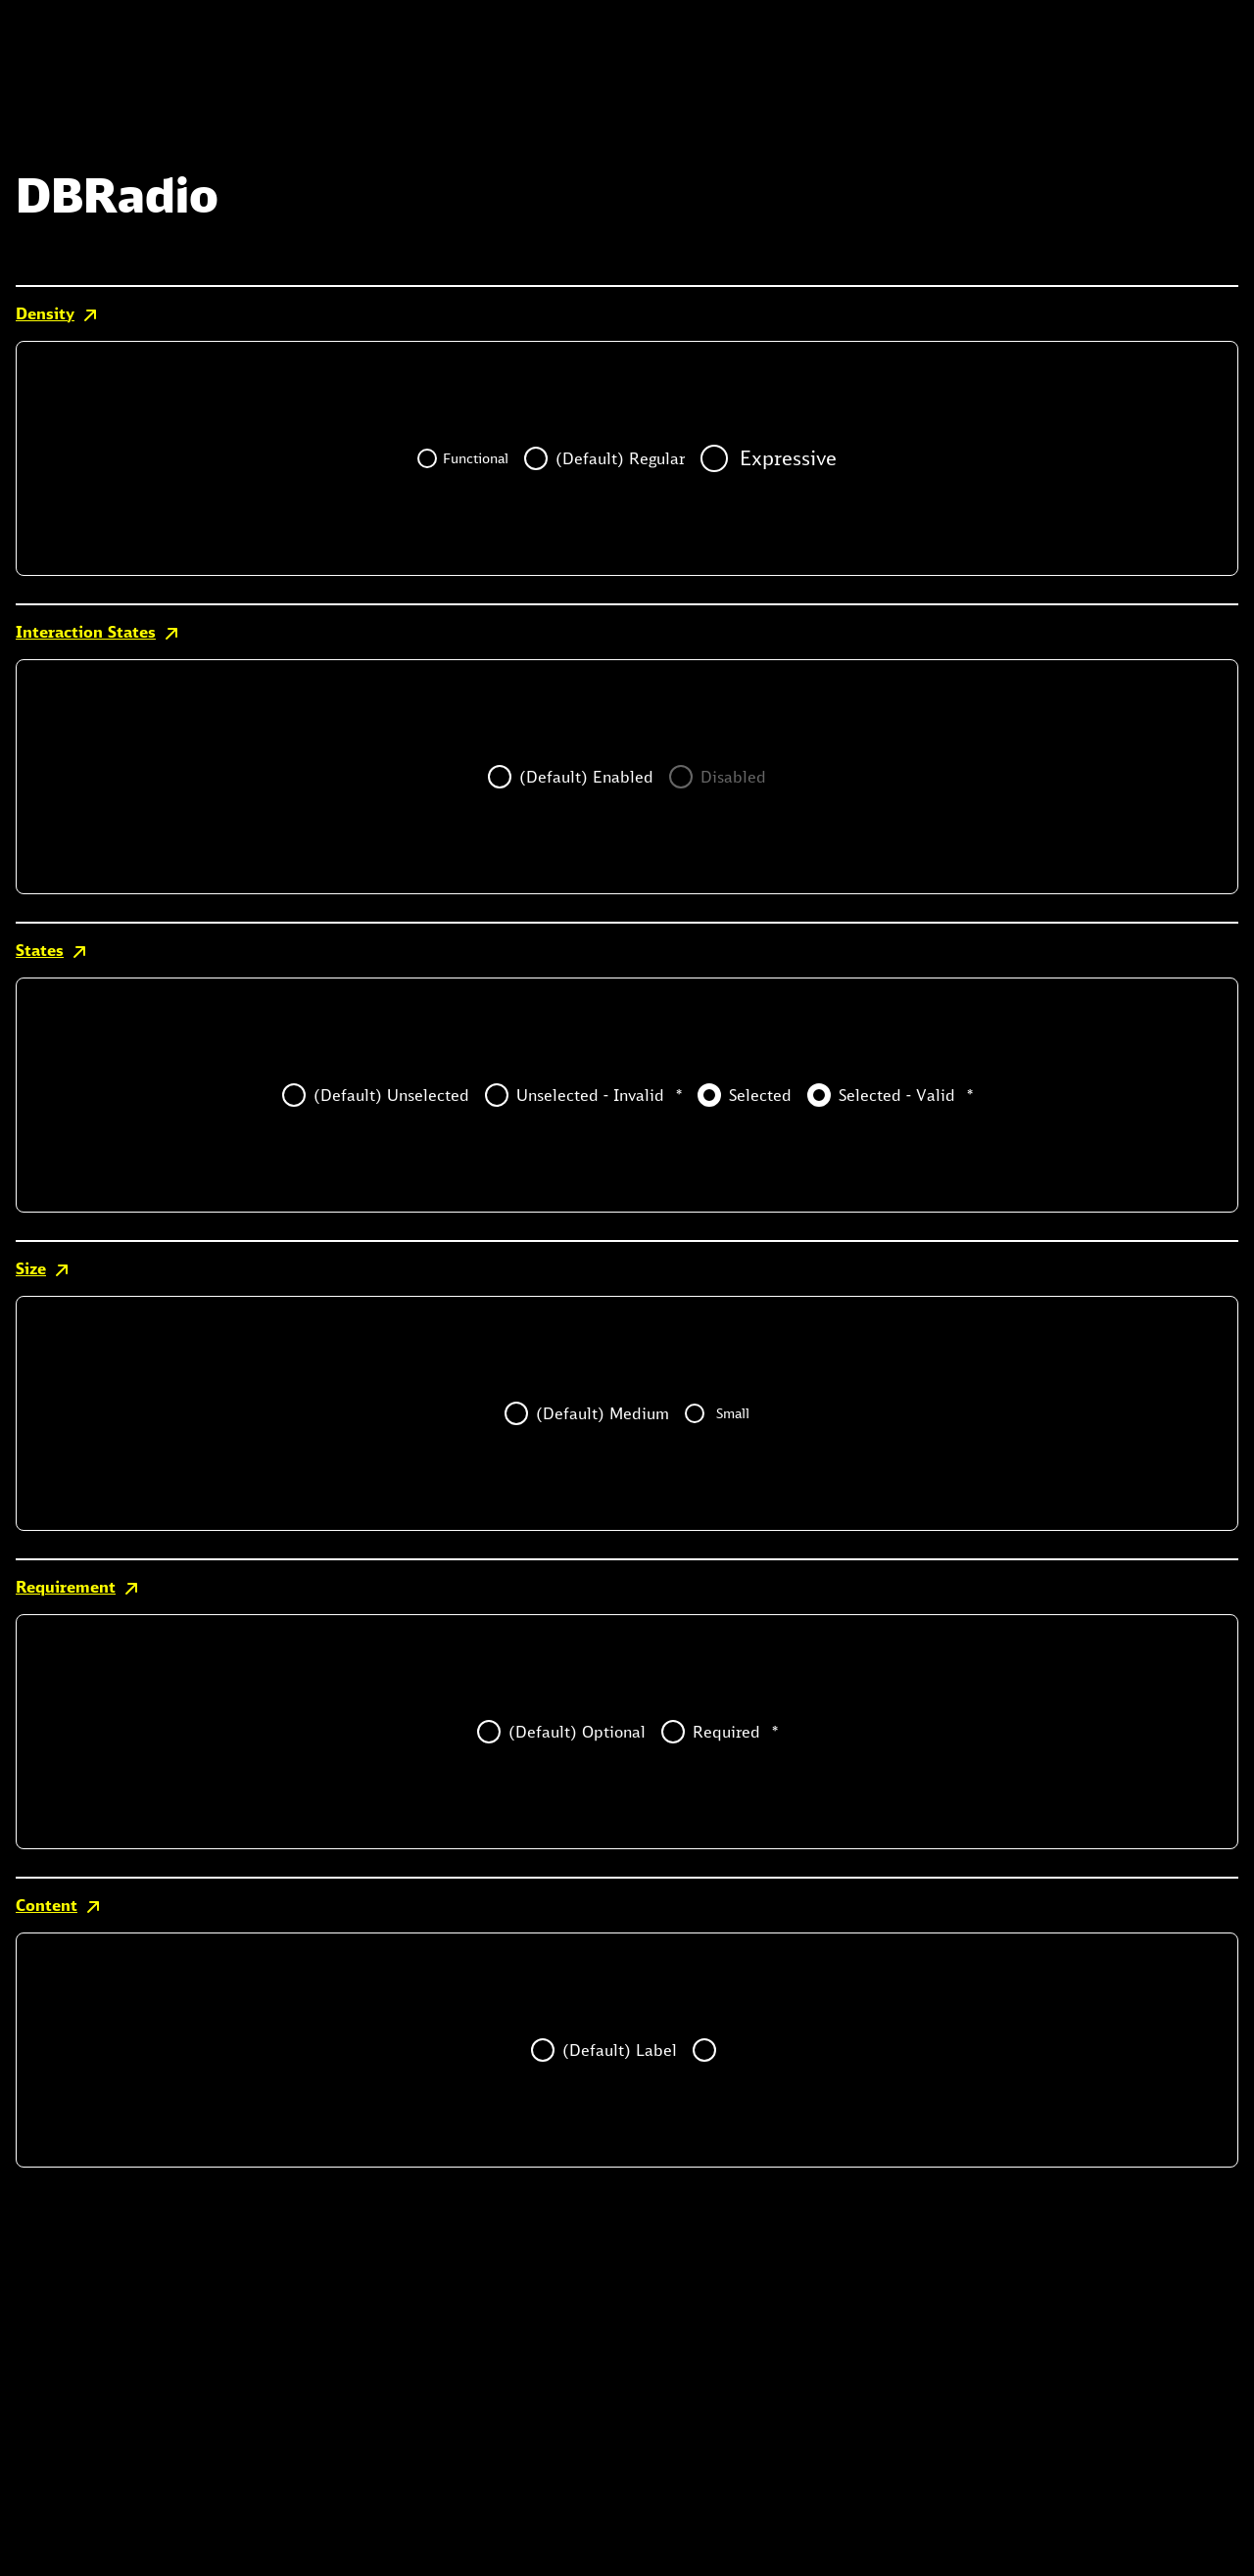 DBRadio
Density
Functional (Default) Regular Expressive
Interaction States
(Default) Enabled Disabled
States
(Default) Unselected Unselected - Invalid * Selected Selected - Valid *
Size
(Default) Medium Small
Requirement
(Default) Optional Required *
Content
(Default) Label